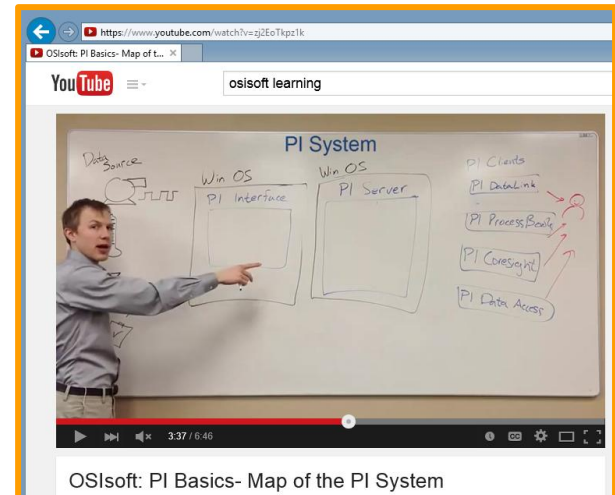 https://www.youtube.com/watch?v=zj2EoTkpz1k
OSIsoft: PI Basics- Map of t... ×
YouTube
osisoft learning
PI System
Data Source
Win OS
PI Interface
Win OS
PI Server
PI Clients
PI DataLink
PI ProcessBook
PI Coresight
PI Data Access
3:37 / 6:46
CC
OSIsoft: PI Basics- Map of the PI System